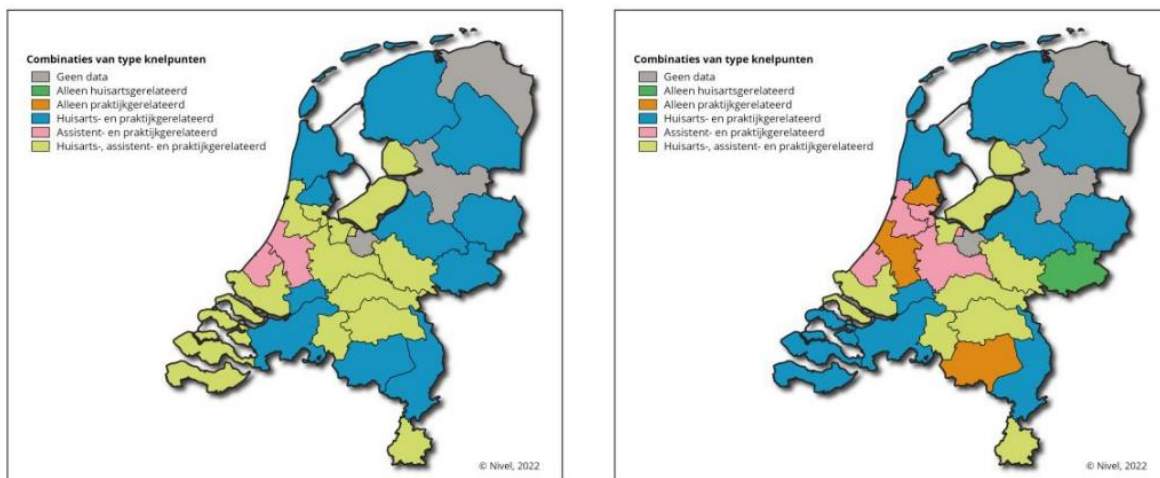 Combinaties van type knelpunten
Geen data
Alleen huisartsgerelateerd
Alleen praktijkgerelateerd
Huisarts- en praktijkgerelateerd
Assistent- en praktijkgerelateerd
Huisarts-, assistent- en praktijkgerelateerd
© Nivel, 2022
Combinaties van type knelpunten
Geen data
Alleen huisartsgerelateerd
Alleen praktijkgerelateerd
Huisarts- en praktijkgerelateerd
Assistent- en praktijkgerelateerd
Huisarts-, assistent- en praktijkgerelateerd
© Nivel, 2022